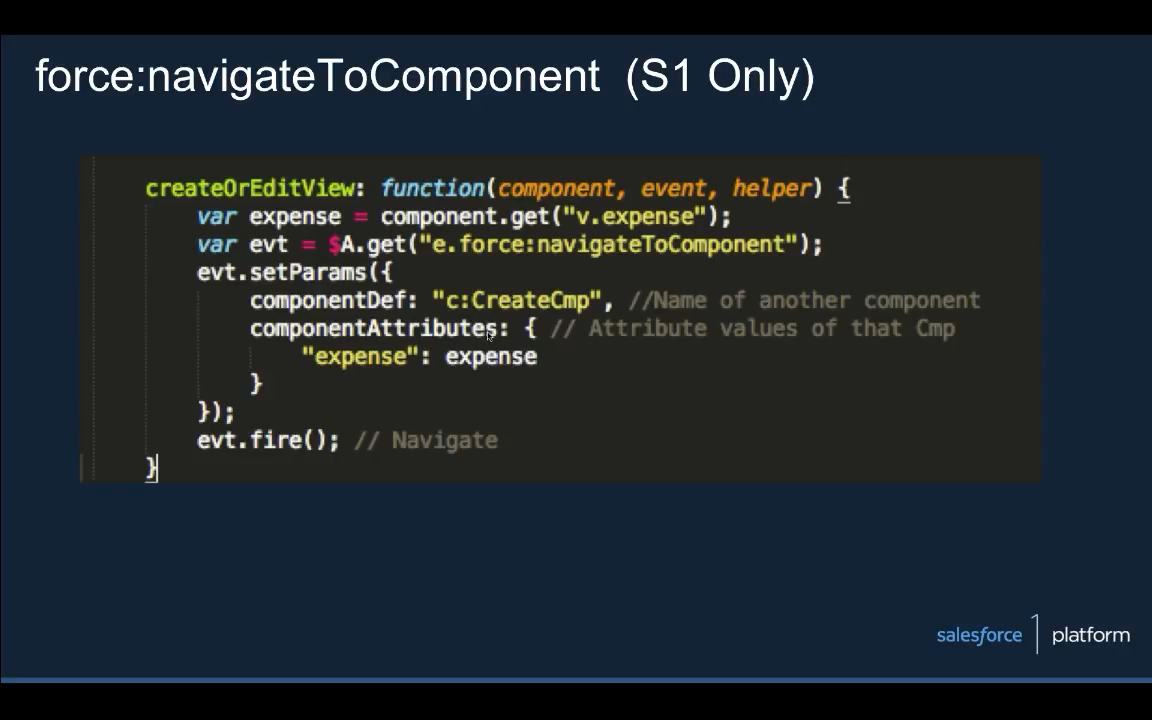 force:navigateToComponent (S1 Only)
createOrEditView: function(component, event, helper) {
var expense = component.get("v.expense");
var evt = $A.get("e.force:navigateToComponent");
evt.setParams({
componentDef: "c:CreateCmp", //Name of another component
componentAttributes: { // Attribute values of that Cmp
"expense": expense
}
});
evt.fire(); // Navigate
}
salesforce1 platform